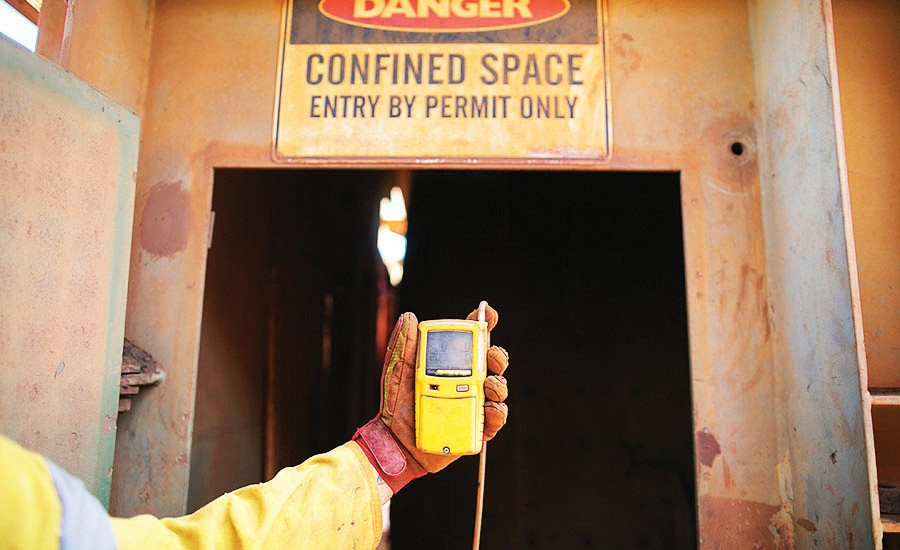 DANGER
CONFINED SPACE
ENTRY BY PERMIT ONLY